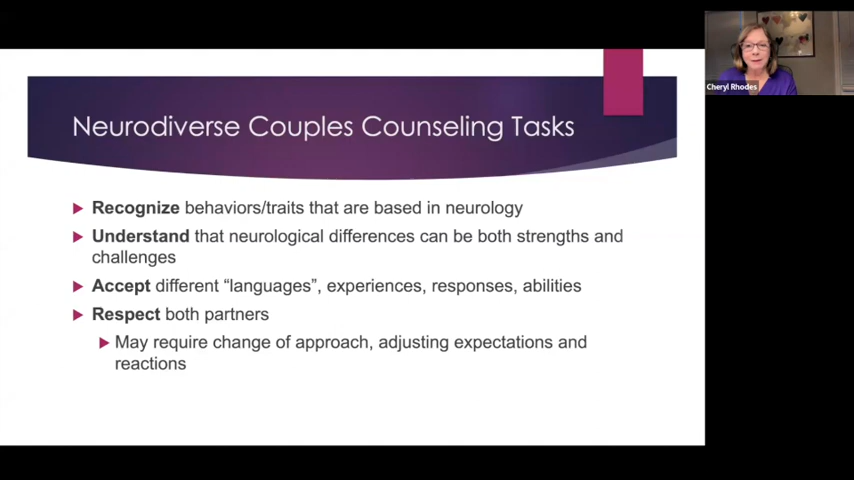 Neurodiverse Couples Counseling Tasks
Recognize behaviors/traits that are based in neurology
Understand that neurological differences can be both strengths and
challenges
Accept different “languages”, experiences, responses, abilities
Respect both partners
May require change of approach, adjusting expectations and
reactions
Cheryl Rhodes